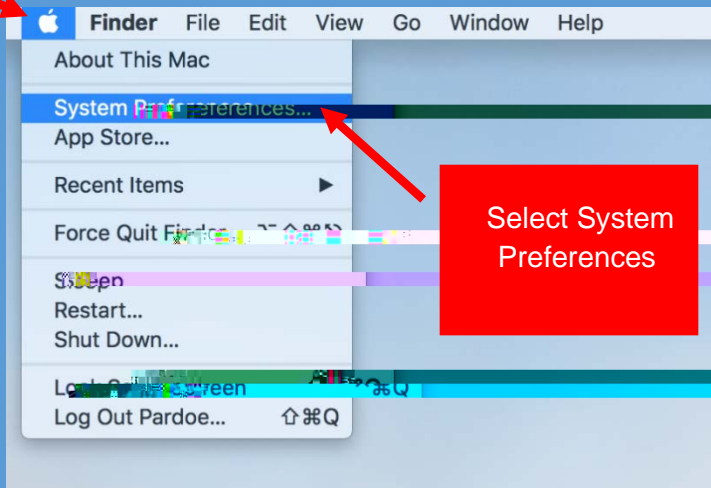 Finder File Edit View Go Window Help
About This Mac
System Preferences...
App Store...
Recent Items ▶
Force Quit
Restart...
Shut Down...
Log Out Pardoe... ⇧⌘Q
Select System
Preferences